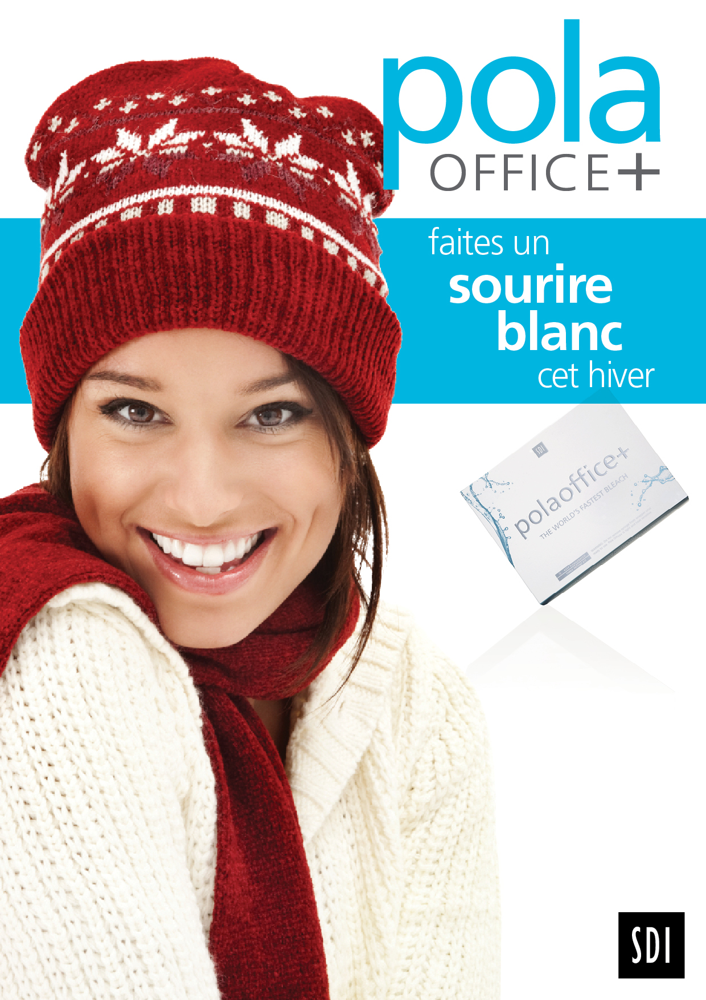 pola
OFFICE+
faites un
sourire
blanc
cet hiver
SDI
polaoffice+
THE WORLD'S FASTEST BLEACH
SDI